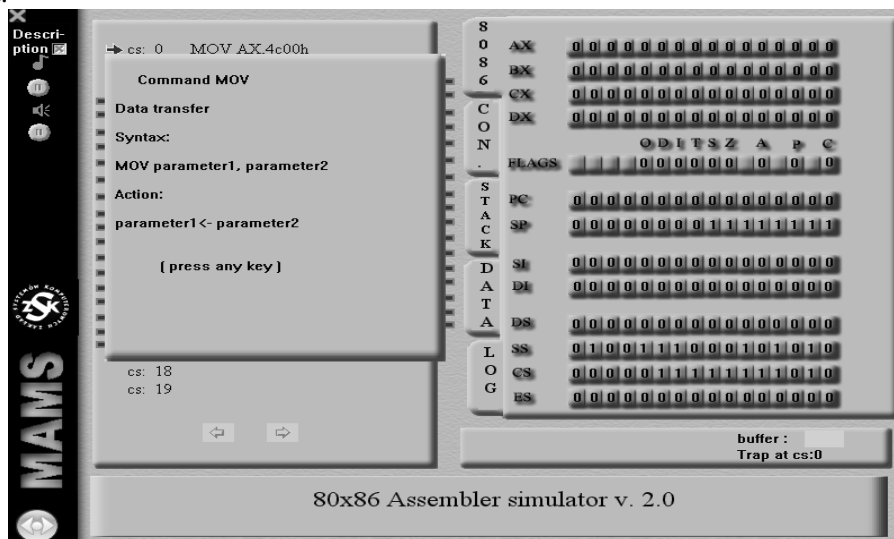 Descri-
ption
cs: 0 MOV AX.4c00h
Command MOV
Data transfer
Syntax:
MOV parameter1, parameter2
Action:
parameter1<- parameter2
( press any key )
cs: 18
cs: 19
MAMS
ZSK
8086
CON.
STACK
DATA
LOG
AX 0 0 0 0 0 0 0 0 0 0 0 0 0 0 0 0
BX 0 0 0 0 0 0 0 0 0 0 0 0 0 0 0 0
CX 0 0 0 0 0 0 0 0 0 0 0 0 0 0 0 0
DX 0 0 0 0 0 0 0 0 0 0 0 0 0 0 0 0
O D I T S Z A P C
FLAGS 0 0 0 0 0 0 0 0 0
PC 0 0 0 0 0 0 0 0 0 0 0 0 0 0 0 0
SP 0 0 0 0 0 0 0 0 1 1 1 1 1 1 1 1
SI 0 0 0 0 0 0 0 0 0 0 0 0 0 0 0 0
DI 0 0 0 0 0 0 0 0 0 0 0 0 0 0 0 0
DS 0 0 0 0 0 0 0 0 0 0 0 0 0 0 0 0
SS 0 1 0 0 1 1 1 0 0 0 1 0 1 0 1 0
CS 0 0 0 0 0 1 1 1 1 1 1 1 1 0 1 0
ES 0 0 0 0 0 0 0 0 0 0 0 0 0 0 0 0
buffer :
Trap at cs:0
80x86 Assembler simulator v. 2.0